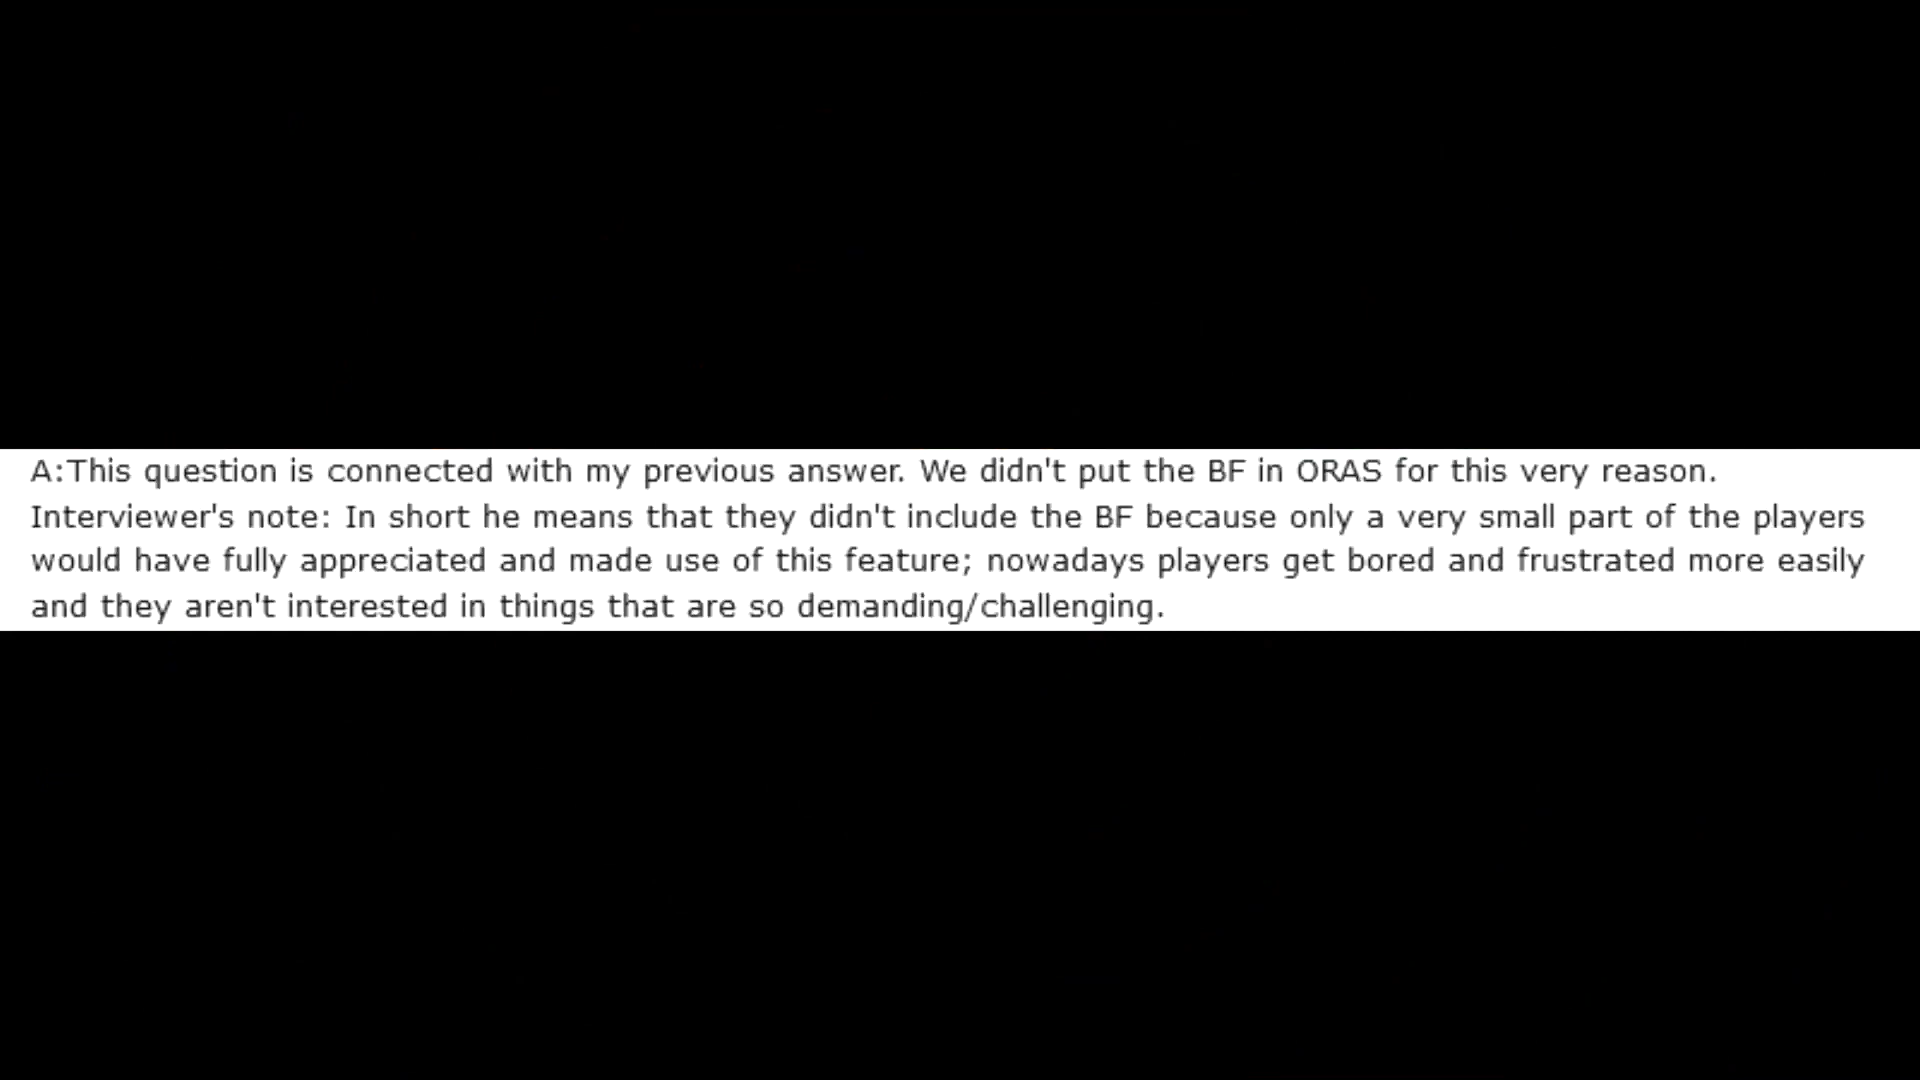 A:This question is connected with my previous answer. We didn't put the BF in ORAS for this very reason.
Interviewer's note: In short he means that they didn't include the BF because only a very small part of the players
would have fully appreciated and made use of this feature; nowadays players get bored and frustrated more easily
and they aren't interested in things that are so demanding/challenging.